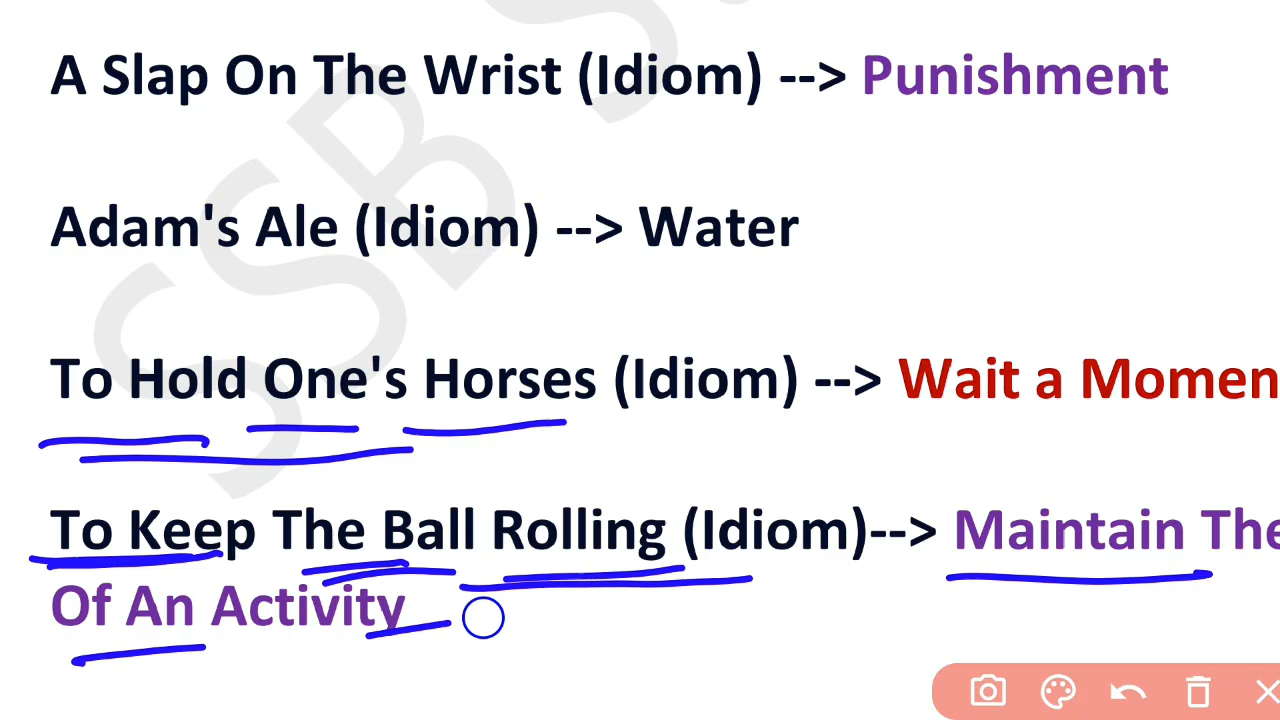 A Slap On The Wrist (Idiom) --> Punishment
Adam's Ale (Idiom) --> Water
To Hold One's Horses (Idiom) --> Wait a Momen
To Keep The Ball Rolling (Idiom)--> Maintain The
Of An Activity
SSB S